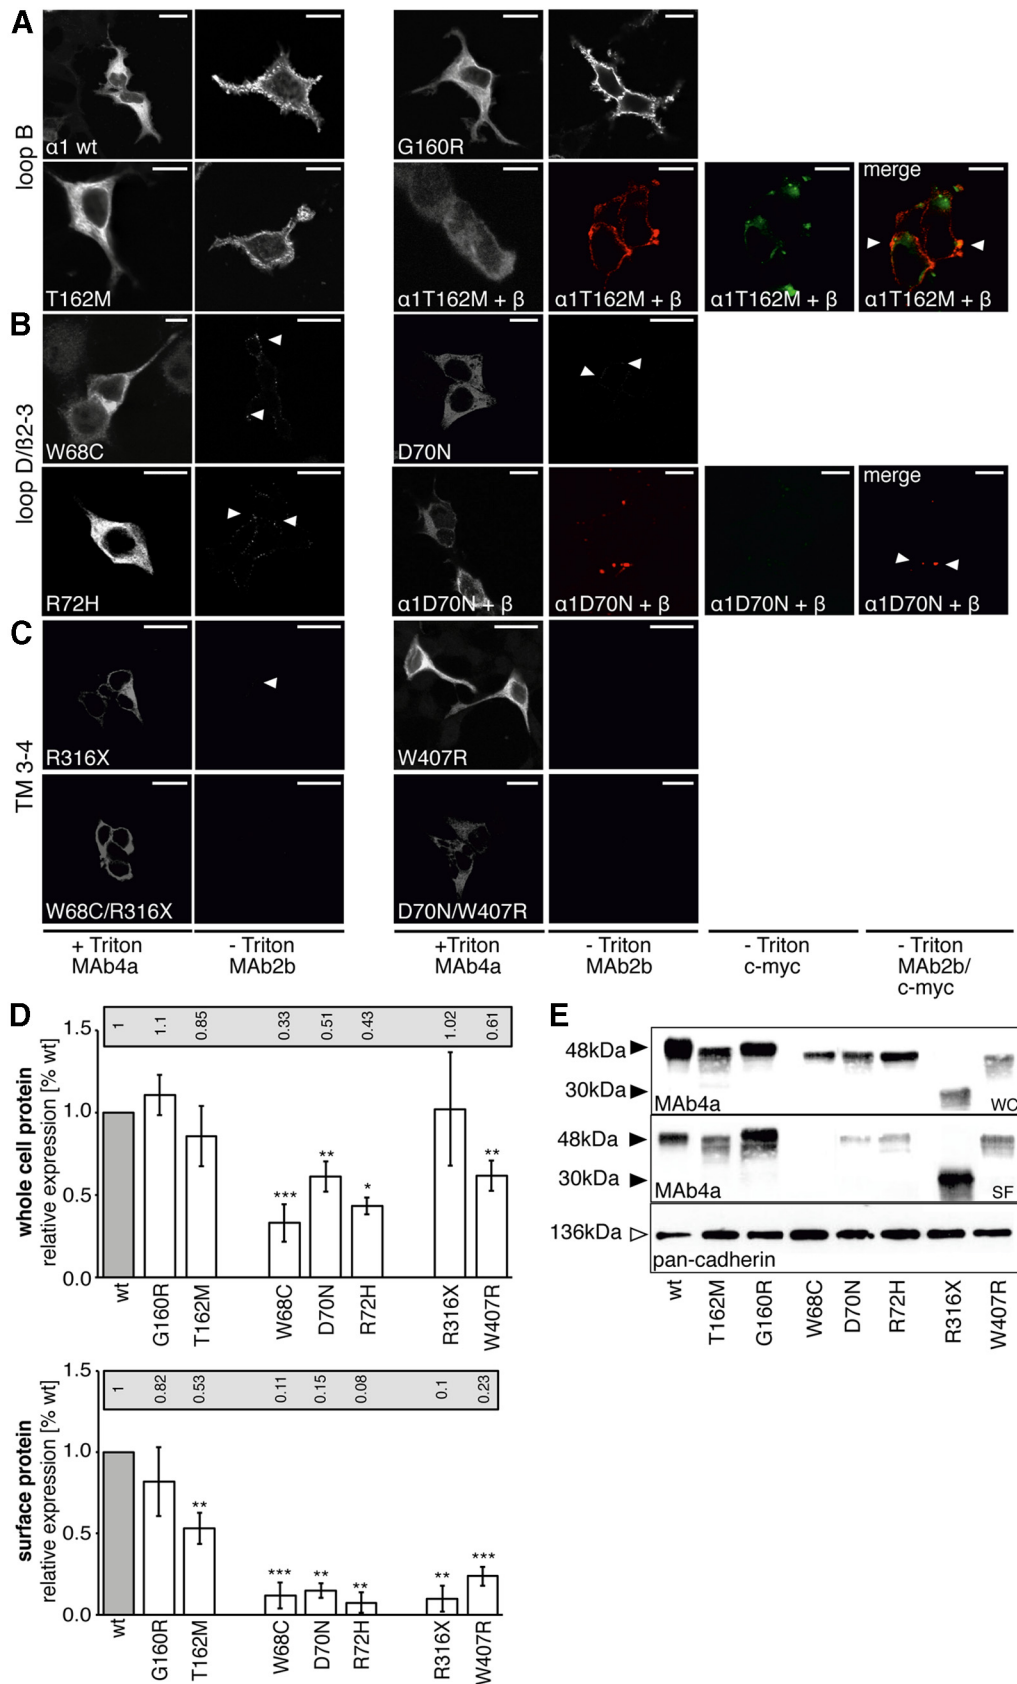 A
loop B
α1 wt
G160R
T162M
α1T162M + β
α1T162M + β
α1T162M + β
merge
α1T162M + β
B
loop D/ß2-3
W68C
D70N
R72H
α1D70N + β
α1D70N + β
α1D70N + β
merge
α1D70N + β
C
TM 3-4
R316X
W407R
W68C/R316X
D70N/W407R
+ Triton
MAb4a
- Triton
MAb2b
+Triton
MAb4a
- Triton
MAb2b
- Triton
c-myc
- Triton
MAb2b/
c-myc
D
whole cell protein
relative expression [% wt]
1.5
1.0
0.5
0.0
1 1.1 0.85 0.33 0.51 0.43 1.02 0.61
*** ** * **
wt G160R T162M W68C D70N R72H R316X W407R
surface protein
relative expression [% wt]
1.5
1.0
0.5
0.0
1 0.82 0.53 0.11 0.15 0.08 0.1 0.23
** *** ** ** ** ***
wt G160R T162M W68C D70N R72H R316X W407R
E
48kDa
30kDa
MAb4a
WC
48kDa
30kDa
MAb4a
SF
136kDa
pan-cadherin
wt T162M G160R W68C D70N R72H R316X W407R